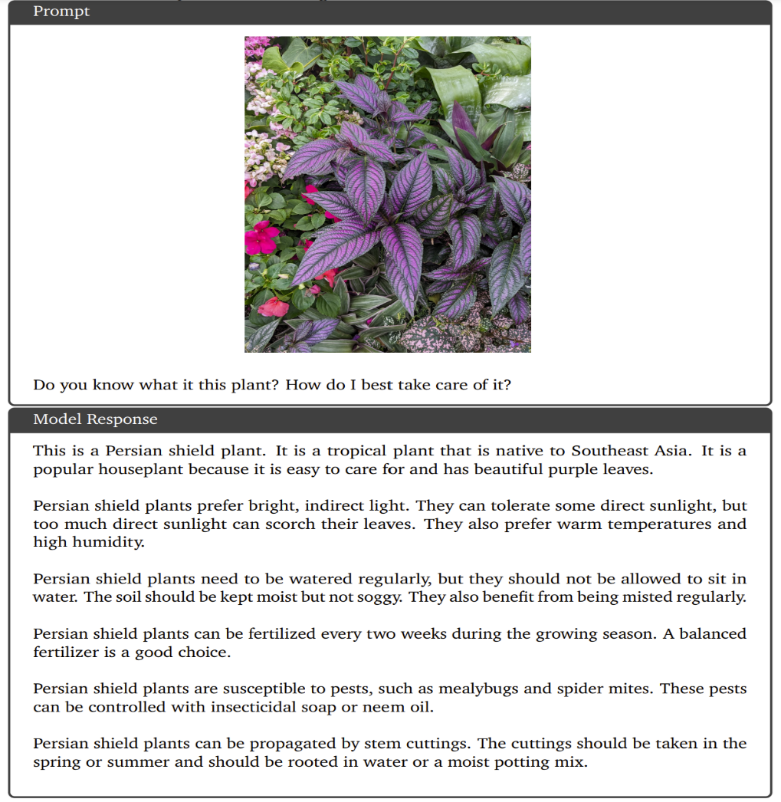 Prompt
Do you know what it this plant? How do I best take care of it?
Model Response
This is a Persian shield plant. It is a tropical plant that is native to Southeast Asia. It is a
popular houseplant because it is easy to care for and has beautiful purple leaves.
Persian shield plants prefer bright, indirect light. They can tolerate some direct sunlight, but
too much direct sunlight can scorch their leaves. They also prefer warm temperatures and
high humidity.
Persian shield plants need to be watered regularly, but they should not be allowed to sit in
water. The soil should be kept moist but not soggy. They also benefit from being misted regularly.
Persian shield plants can be fertilized every two weeks during the growing season. A balanced
fertilizer is a good choice.
Persian shield plants are susceptible to pests, such as mealybugs and spider mites. These pests
can be controlled with insecticidal soap or neem oil.
Persian shield plants can be propagated by stem cuttings. The cuttings should be taken in the
spring or summer and should be rooted in water or a moist potting mix.